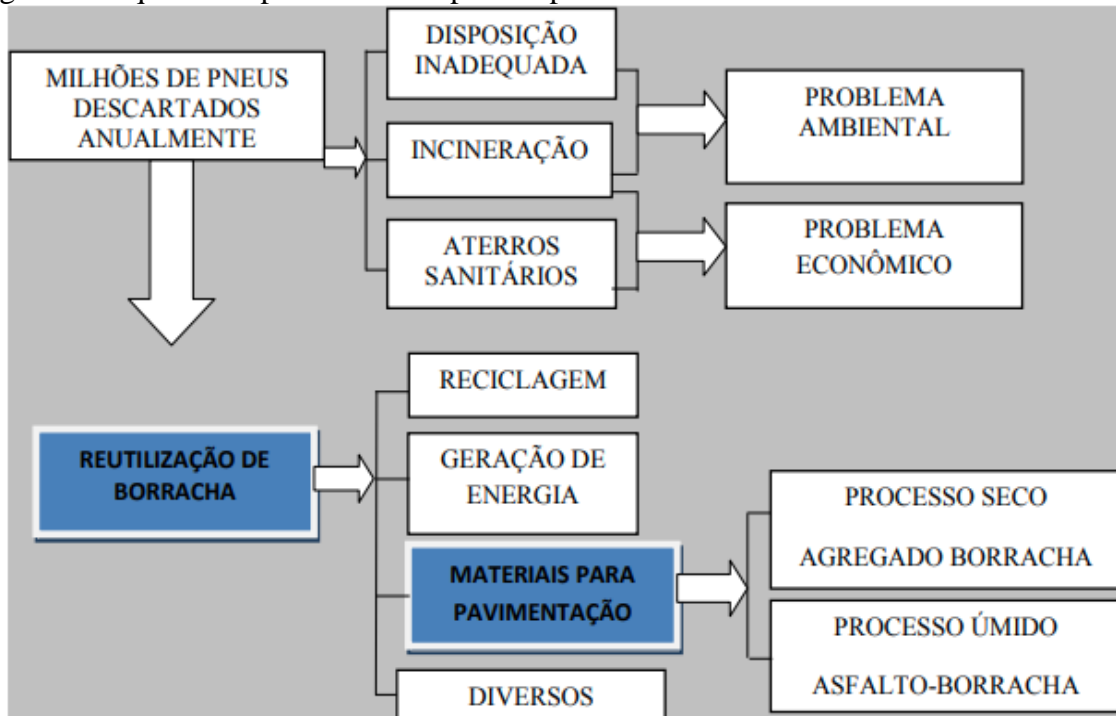 MILHÕES DE PNEUS
DESCARTADOS
ANUALMENTE
DISPOSIÇÃO
INADEQUADA
INCINERAÇÃO
ATERROS
SANITÁRIOS
PROBLEMA
AMBIENTAL
PROBLEMA
ECONÔMICO
REUTILIZAÇÃO DE
BORRACHA
RECICLAGEM
GERAÇÃO DE
ENERGIA
MATERIAIS PARA
PAVIMENTAÇÃO
DIVERSOS
PROCESSO SECO
AGREGADO BORRACHA
PROCESSO ÚMIDO
ASFALTO-BORRACHA